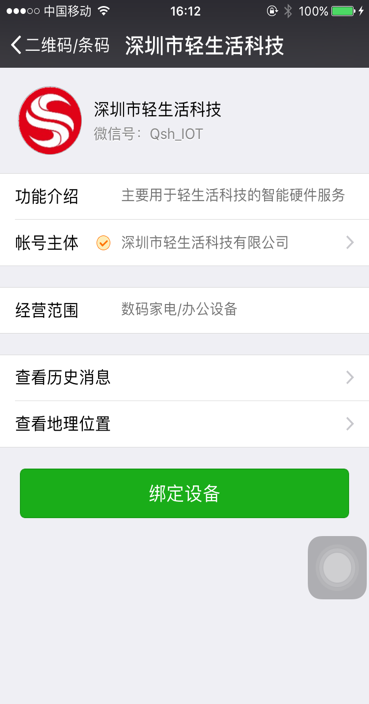 中国移动 16:12 100%
二维码/条码 深圳市轻生活科技
深圳市轻生活科技
微信号: Qsh_IOT
功能介绍 主要用于轻生活科技的智能硬件服务
帐号主体 深圳市轻生活科技有限公司
经营范围 数码家电/办公设备
查看历史消息
查看地理位置
绑定设备